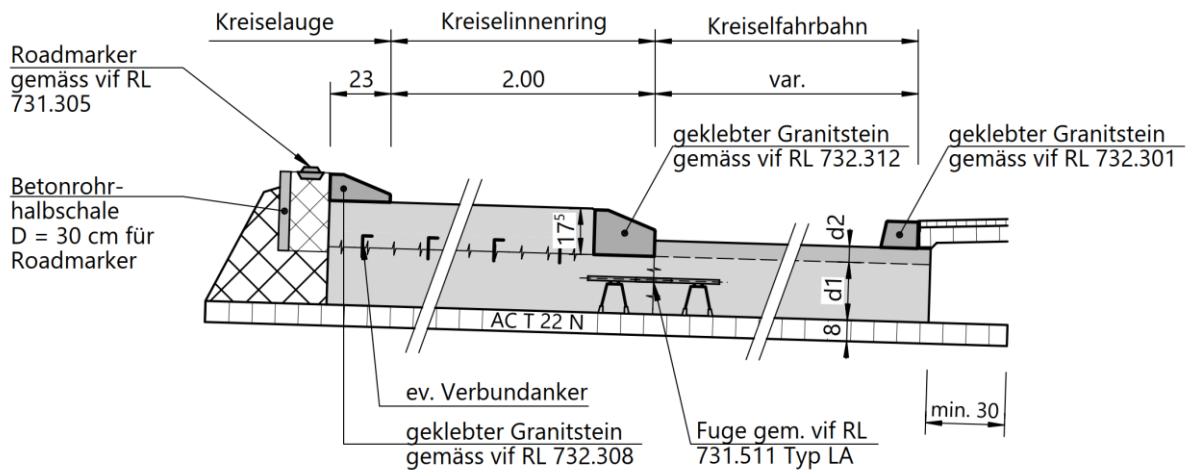 Kreiselauge
Kreiselinnenring
Kreiselfahrbahn
Roadmarker
gemäss vif RL
731.305
23
2.00
var.
geklebter Granitstein
gemäss vif RL 732.312
geklebter Granitstein
gemäss vif RL 732.301
Betonrohr-
halbschale
D = 30 cm für
Roadmarker
17⁵
d2
d1
8
AC T 22 N
ev. Verbundanker
geklebter Granitstein
gemäss vif RL 732.308
Fuge gem. vif RL
731.511 Typ LA
min. 30